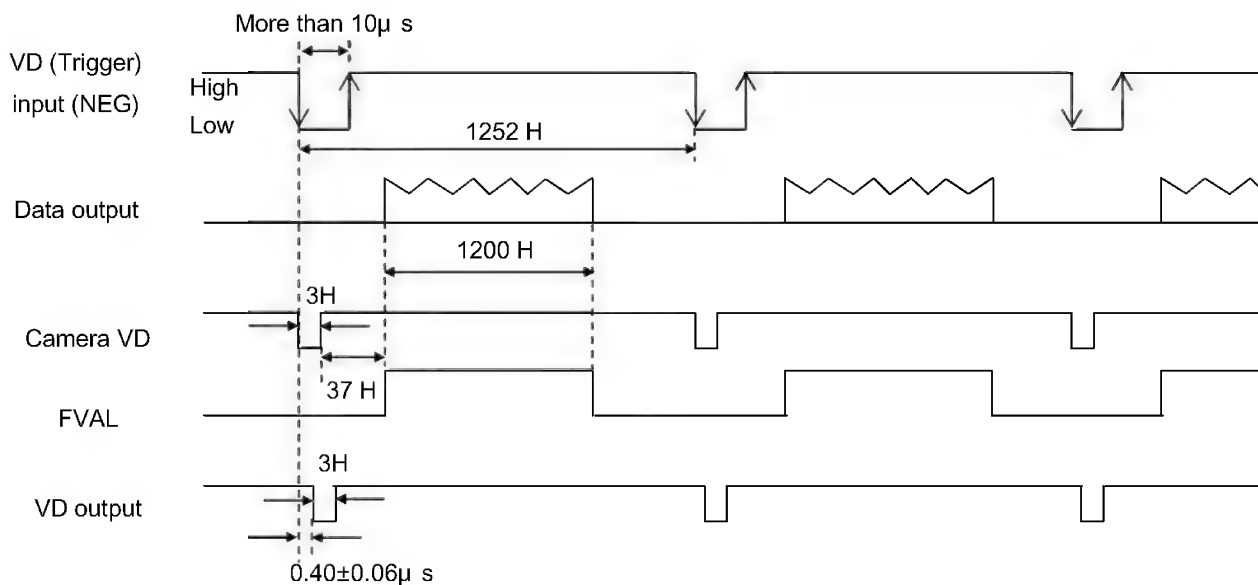 More than 10μ s
VD (Trigger)
input (NEG)
High
Low
1252 H
Data output
1200 H
3H
Camera VD
37 H
FVAL
3H
VD output
0.40±0.06μ s